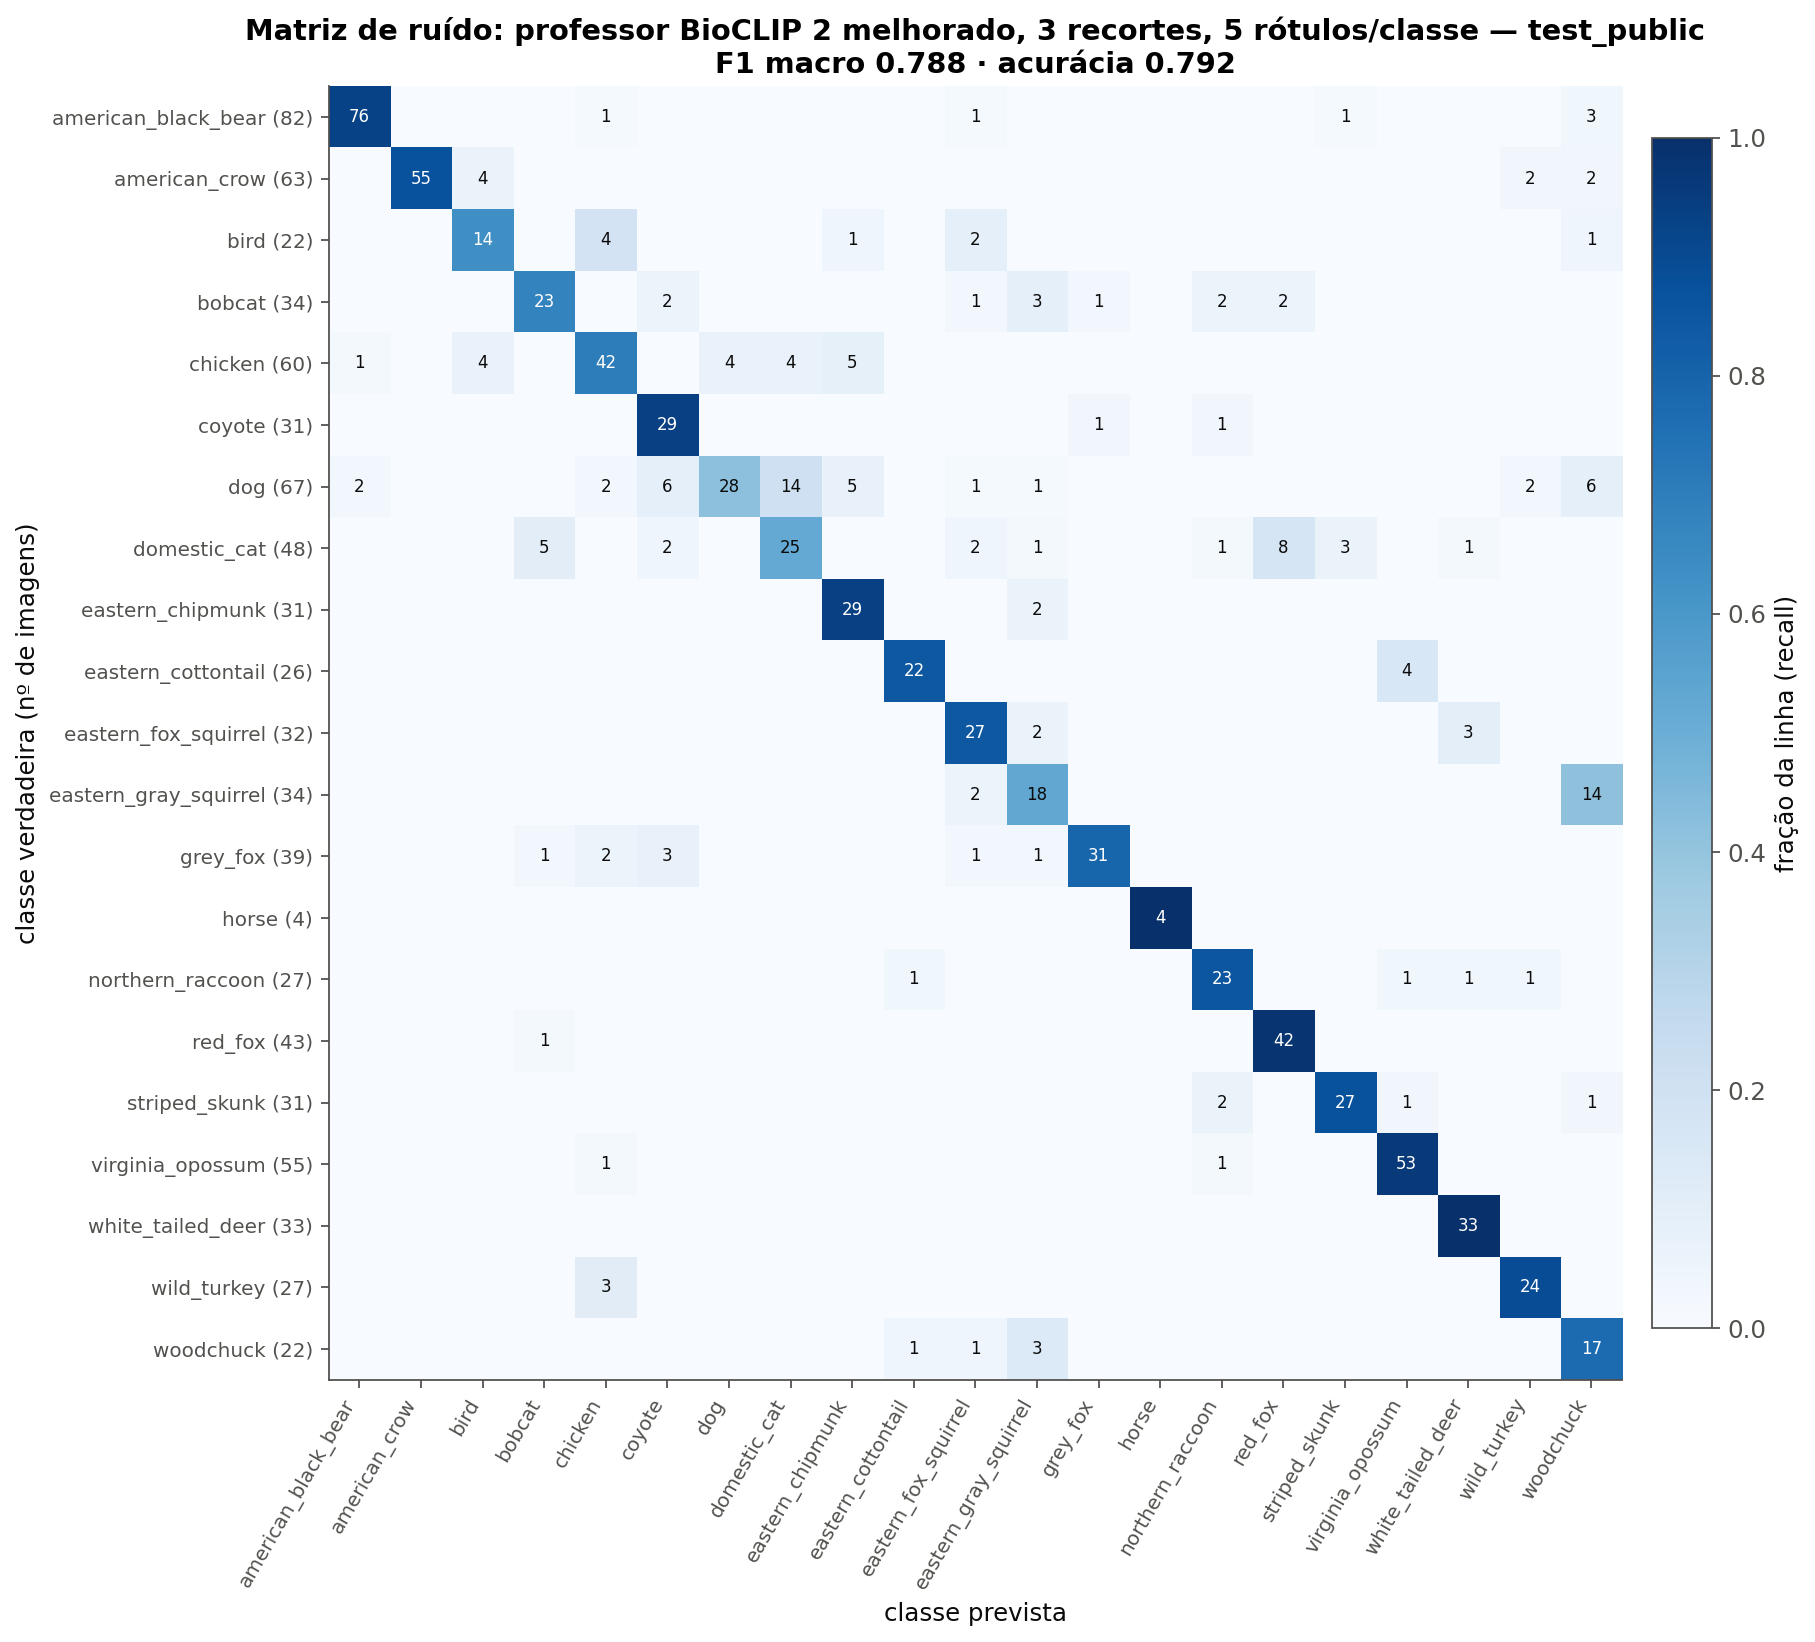 Matriz de ruído: professor BioCLIP 2 melhorado, 3 recortes, 5 rótulos/classe — test_public
F1 macro 0.788 · acurácia 0.792
classe verdadeira (nº de imagens)
american_black_bear (82) 76 1 1 1 3
american_crow (63) 55 4 2 2
bird (22) 14 4 1 2 1
bobcat (34) 23 2 1 3 1 2 2
chicken (60) 1 4 42 4 4 5
coyote (31) 29 1 1
dog (67) 2 2 6 28 14 5 1 1 2 6
domestic_cat (48) 5 2 25 2 1 1 8 3 1
eastern_chipmunk (31) 29 2
eastern_cottontail (26) 22 4
eastern_fox_squirrel (32) 27 2 3
eastern_gray_squirrel (34) 2 18 14
grey_fox (39) 1 2 3 1 1 31
horse (4) 4
northern_raccoon (27) 1 23 1 1 1
red_fox (43) 1 42
striped_skunk (31) 2 27 1 1
virginia_opossum (55) 1 1 53
white_tailed_deer (33) 33
wild_turkey (27) 3 24
woodchuck (22) 1 1 3 17
american_black_bear
american_crow
bird
bobcat
chicken
coyote
dog
domestic_cat
eastern_chipmunk
eastern_cottontail
eastern_fox_squirrel
eastern_gray_squirrel
grey_fox
horse
northern_raccoon
red_fox
striped_skunk
virginia_opossum
white_tailed_deer
wild_turkey
woodchuck
classe prevista
1.0
0.8
0.6
0.4
0.2
0.0
fração da linha (recall)